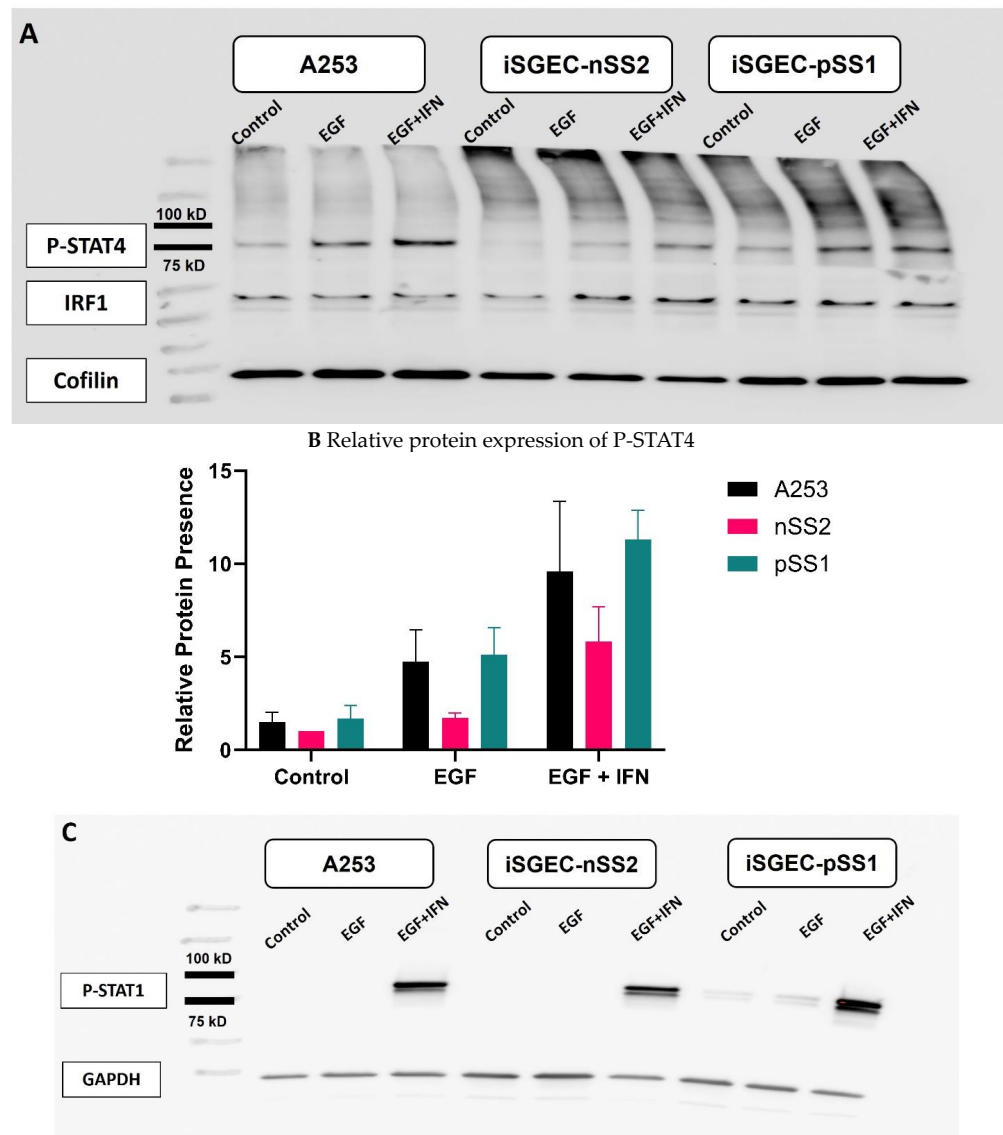 A
A253 iSGEC-nSS2 iSGEC-pSS1
Control EGF EGF+IFN Control EGF EGF+IFN Control EGF EGF+IFN
100 kD
P-STAT4
75 kD
IRF1
Cofilin
B Relative protein expression of P-STAT4
Relative Protein Presence
15
10
5
0
Control EGF EGF + IFN
A253
nSS2
pSS1
C
A253 iSGEC-nSS2 iSGEC-pSS1
Control EGF EGF+IFN Control EGF EGF+IFN Control EGF EGF+IFN
100 kD
P-STAT1
75 kD
GAPDH